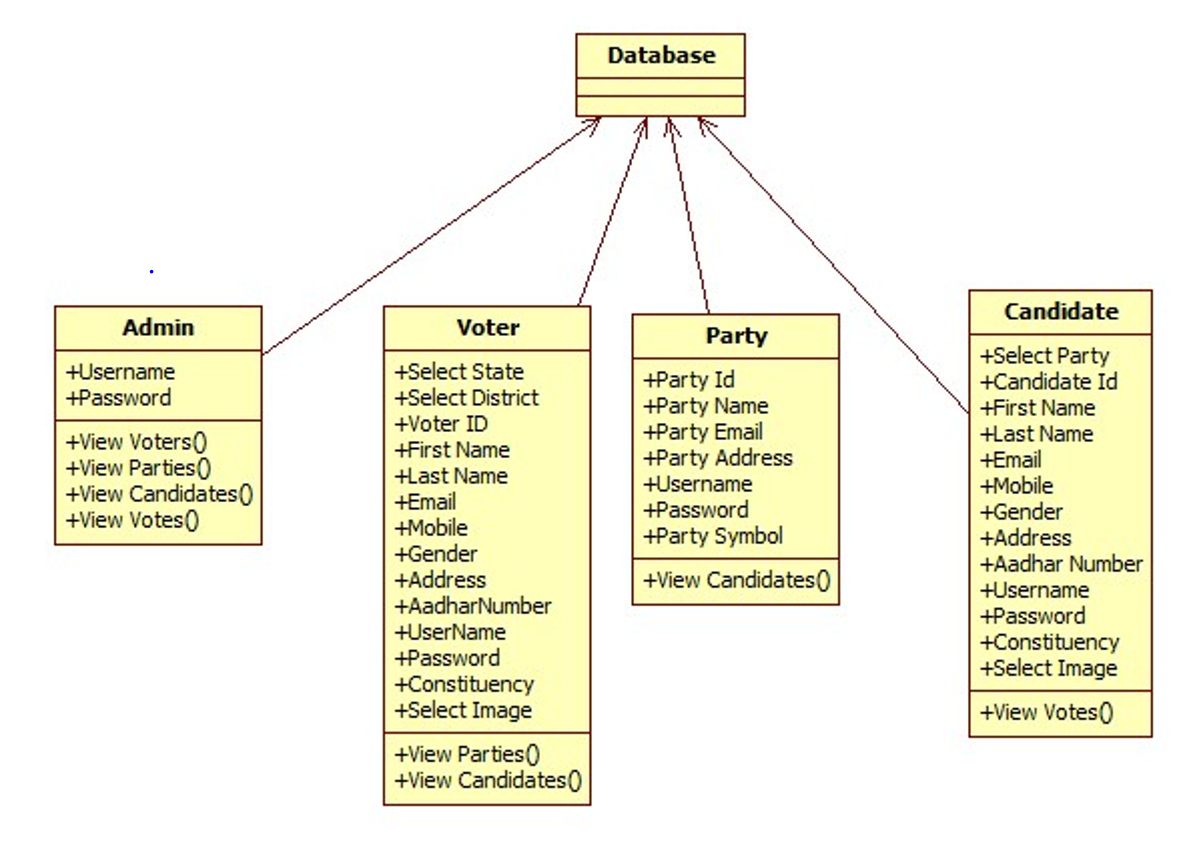 Database
Admin
+Username
+Password
+View Voters()
+View Parties()
+View Candidates()
+View Votes()
Voter
+Select State
+Select District
+Voter ID
+First Name
+Last Name
+Email
+Mobile
+Gender
+Address
+AadharNumber
+UserName
+Password
+Constituency
+Select Image
+View Parties()
+View Candidates()
Party
+Party Id
+Party Name
+Party Email
+Party Address
+Username
+Password
+Party Symbol
+View Candidates()
Candidate
+Select Party
+Candidate Id
+First Name
+Last Name
+Email
+Mobile
+Gender
+Address
+Aadhar Number
+Username
+Password
+Constituency
+Select Image
+View Votes()